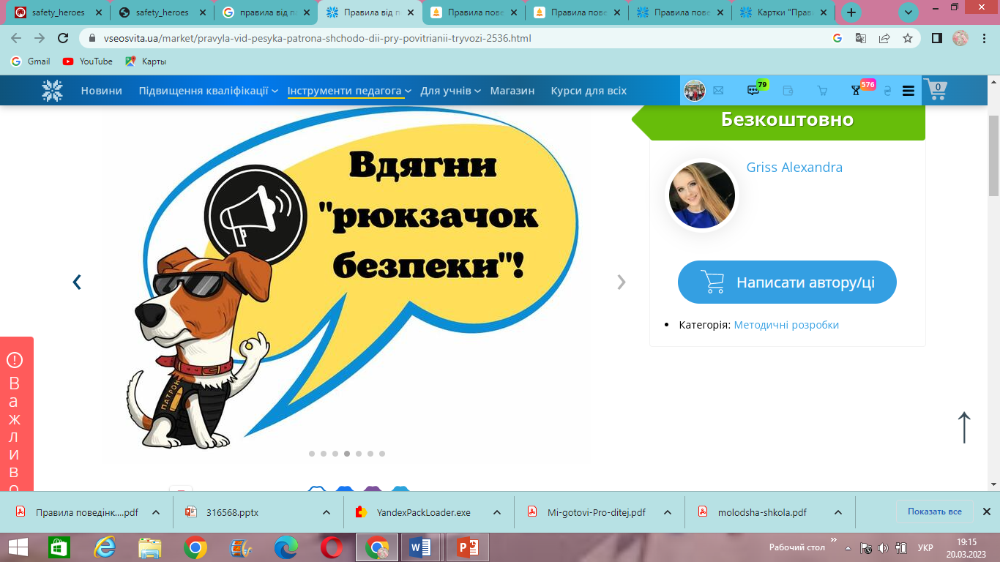 safety_heroes
safety_heroes
правила від па
Правила від п
Правила пове
Правила пове
Правила пове
Картки "Прави
vseosvita.ua/market/pravyla-vid-pesyka-patrona-shchodo-dii-pry-povitrianii-tryvozi-2536.html
Gmail
YouTube
Карты
Новини
Підвищення кваліфікації
Інструменти педагога
Для учнів
Магазин
Курси для всіх
79
576
0
Безкоштовно
Griss Alexandra
Написати автору/ці
Категорія: Методичні розробки
Вдягни
"рюкзачок
безпеки"!
ПАТРОН
Важливо
Правила поведінк....pdf
316568.pptx
YandexPackLoader.exe
Mi-gotovi-Pro-ditej.pdf
molodsha-shkola.pdf
Показать все
Рабочий стол
УКР
19:15
20.03.2023